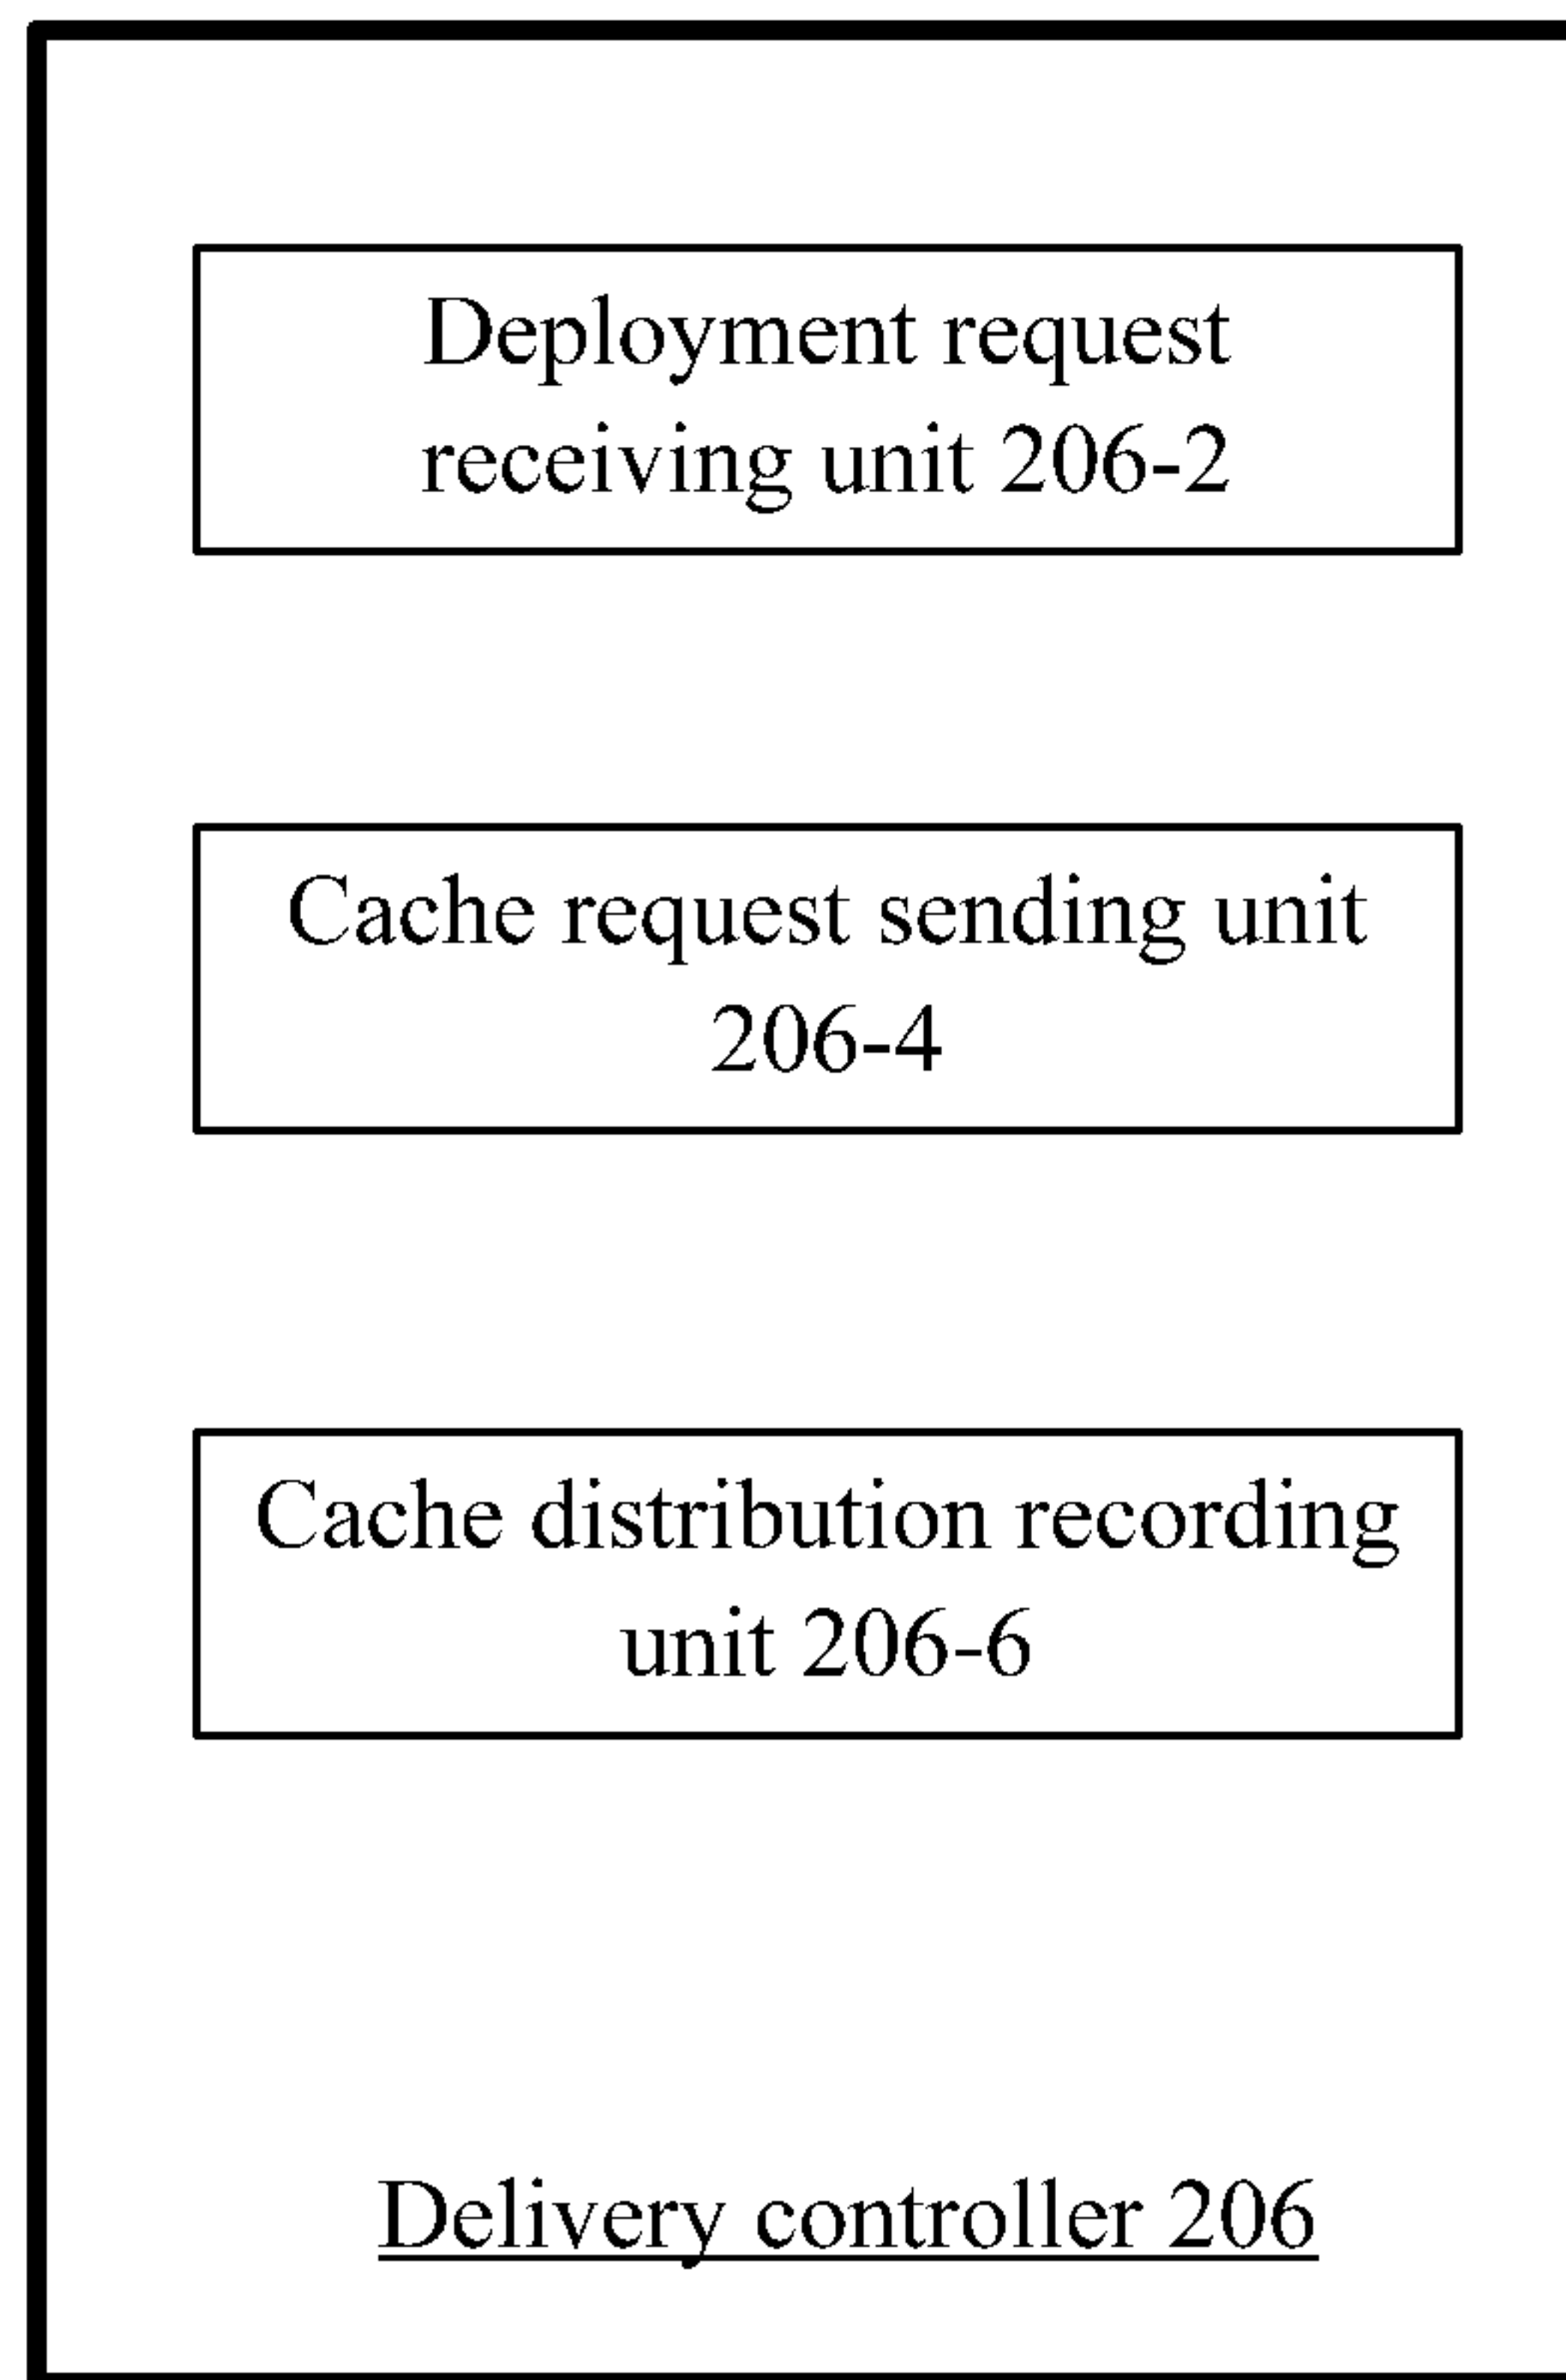 Deployment request
receiving unit 206-2
Cache request sending unit
206-4
Cache distribution recording
unit 206-6
Delivery controller 206